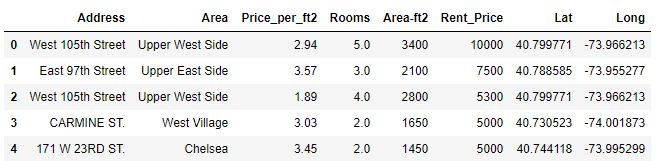 Address Area Price_per_ft2 Rooms Area-ft2 Rent_Price Lat Long
0 West 105th Street Upper West Side 2.94 5.0 3400 10000 40.799771 -73.966213
1 East 97th Street Upper East Side 3.57 3.0 2100 7500 40.788585 -73.955277
2 West 105th Street Upper West Side 1.89 4.0 2800 5300 40.799771 -73.966213
3 CARMINE ST. West Village 3.03 2.0 1650 5000 40.730523 -74.001873
4 171 W 23RD ST. Chelsea 3.45 2.0 1450 5000 40.744118 -73.995299